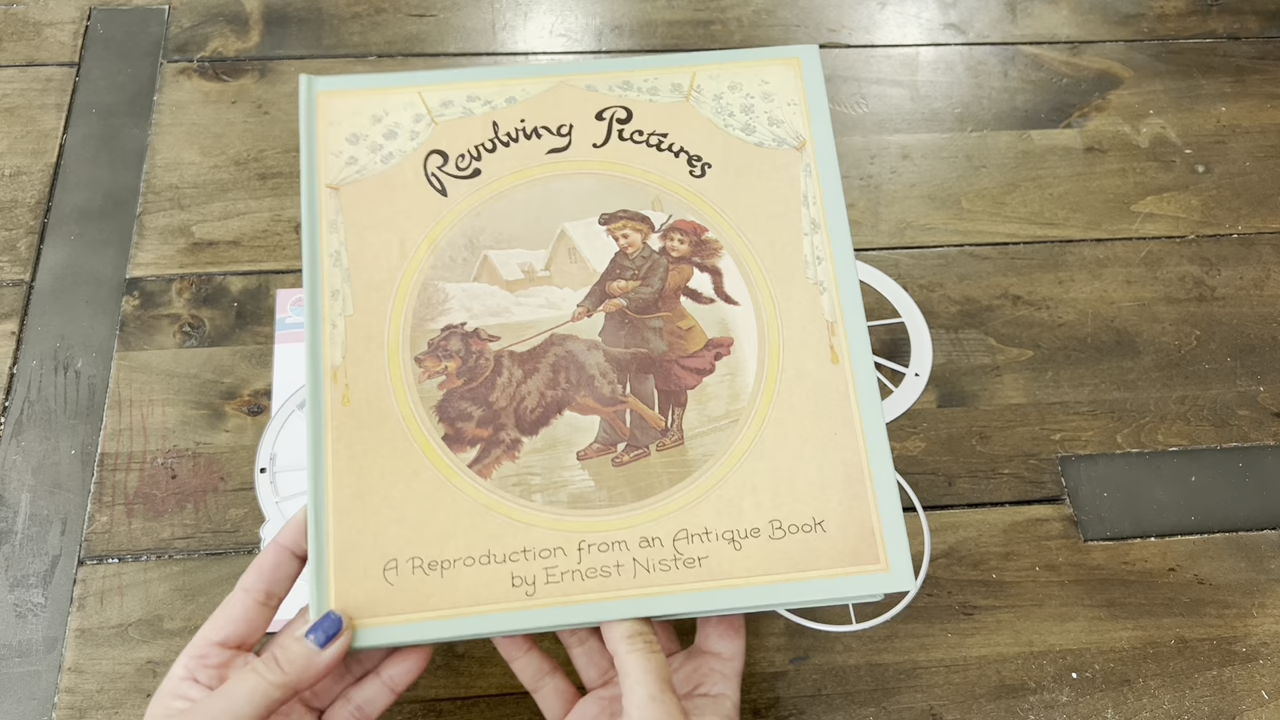 Revolving Pictures
A Reproduction from an Antique Book
by Ernest Nister